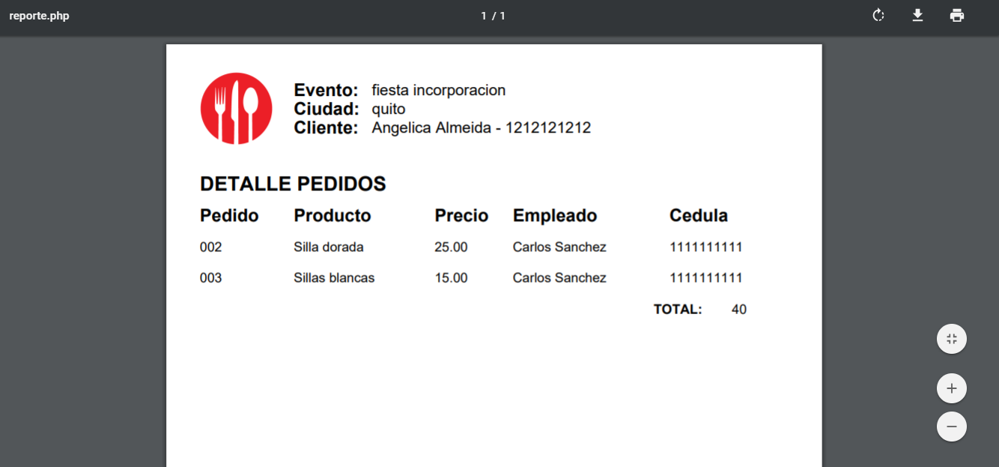 reporte.php
1 / 1
Evento: fiesta incorporacion
Ciudad: quito
Cliente: Angelica Almeida - 1212121212
DETALLE PEDIDOS
Pedido Producto Precio Empleado Cedula
002 Silla dorada 25.00 Carlos Sanchez 1111111111
003 Sillas blancas 15.00 Carlos Sanchez 1111111111
TOTAL: 40